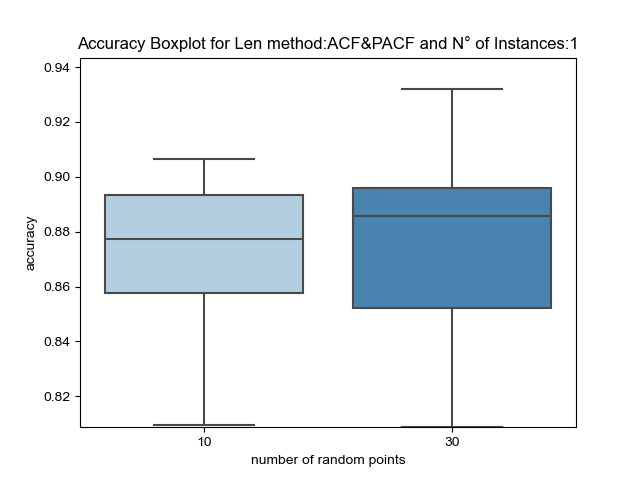 Accuracy Boxplot for Len method:ACF&PACF and N° of Instances:1
0.94
0.92
0.90
0.88
0.86
0.84
0.82
accuracy
10 30
number of random points